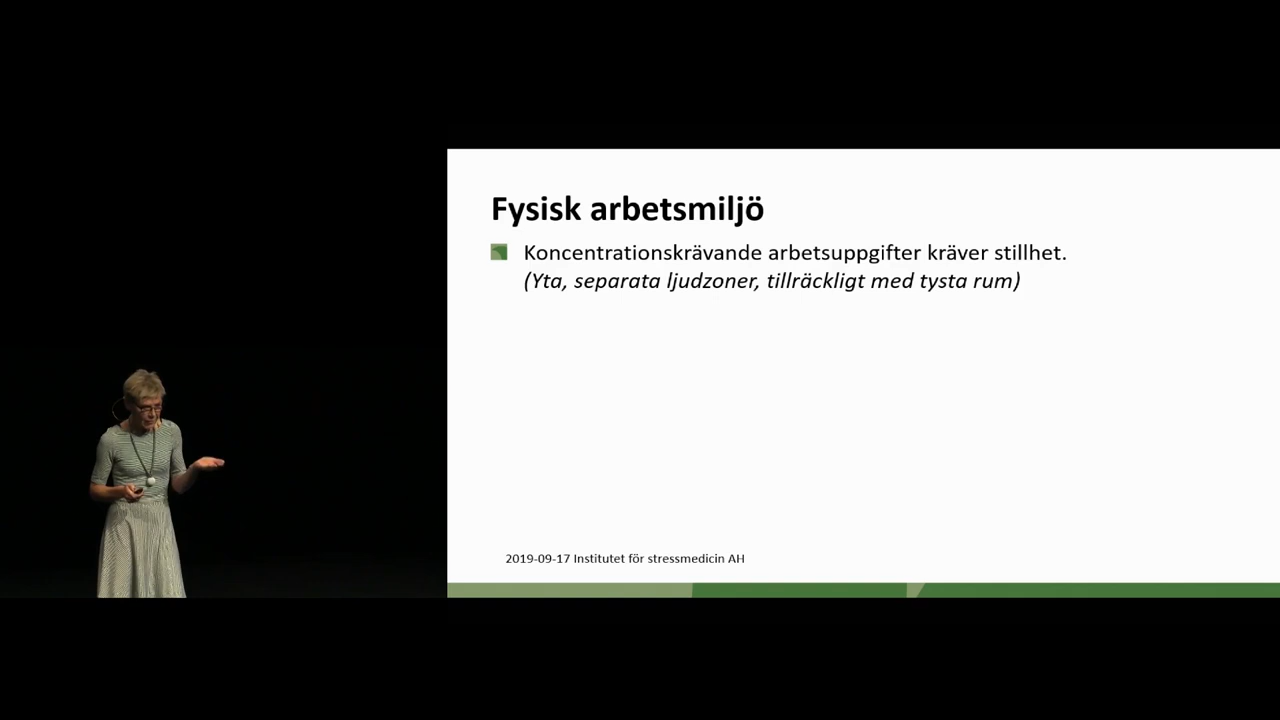 Fysisk arbetsmiljö
Koncentrationskrävande arbetsuppgifter kräver stillhet.
(Yta, separata ljudzoner, tillräckligt med tysta rum)
2019-09-17 Institutet för stressmedicin AH